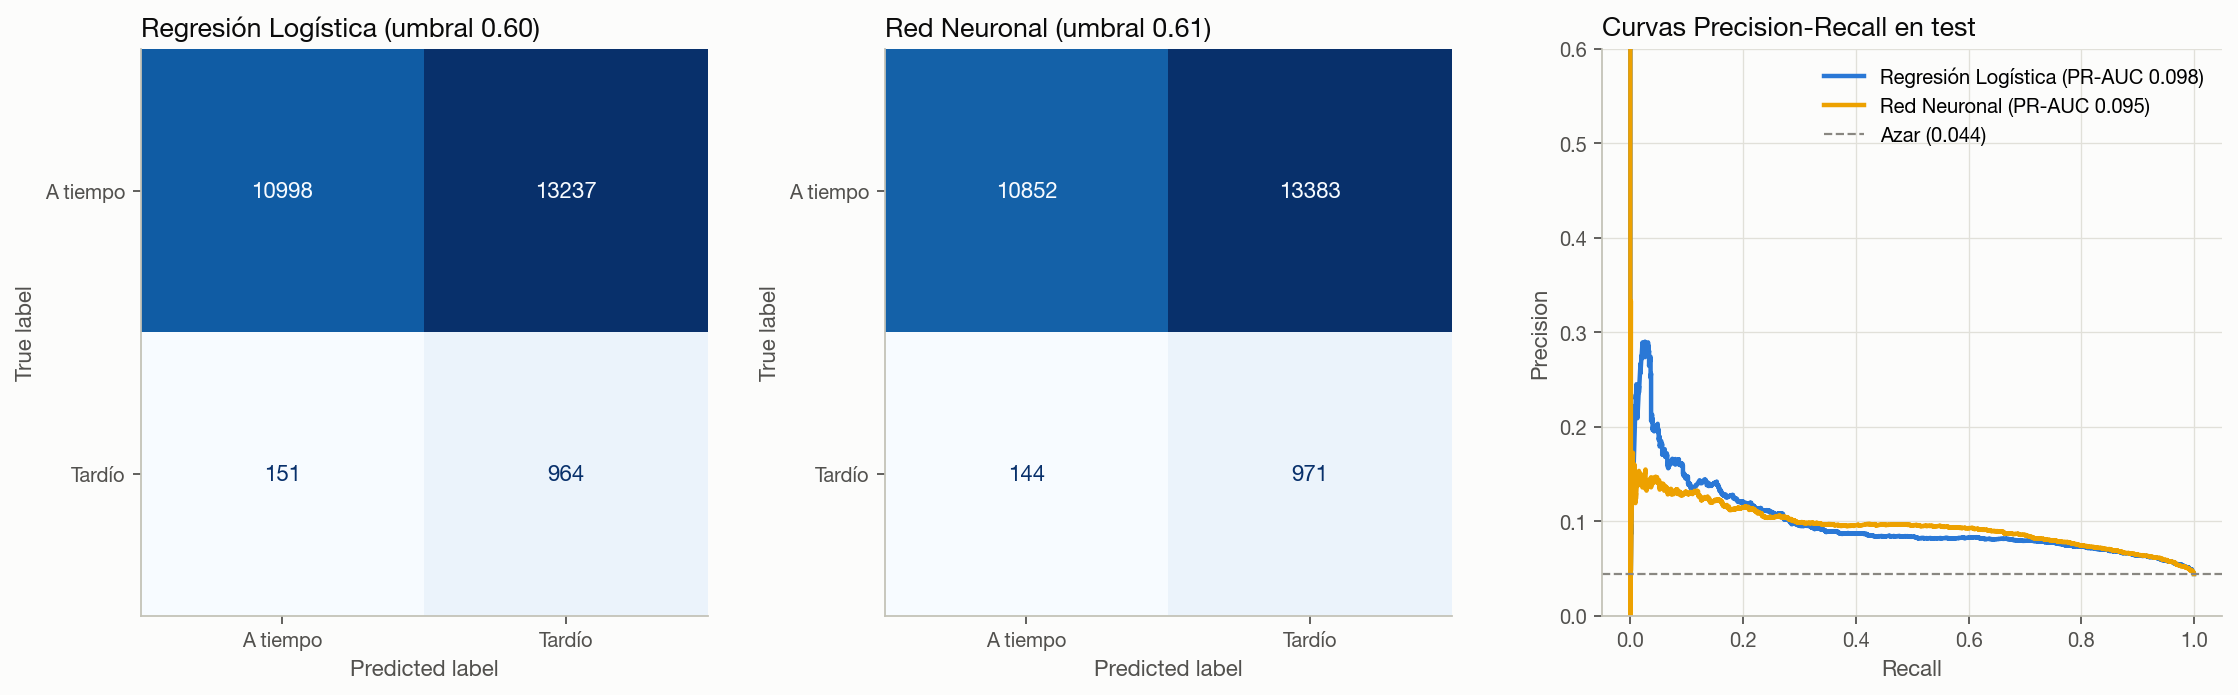 Regresión Logística (umbral 0.60)
A tiempo
Tardío
True label
10998
13237
151
964
A tiempo
Tardío
Predicted label
Red Neuronal (umbral 0.61)
A tiempo
Tardío
True label
10852
13383
144
971
A tiempo
Tardío
Predicted label
Curvas Precision-Recall en test
Regresión Logística (PR-AUC 0.098)
Red Neuronal (PR-AUC 0.095)
Azar (0.044)
Precision
0.6
0.5
0.4
0.3
0.2
0.1
0.0
0.0
0.2
0.4
0.6
0.8
1.0
Recall